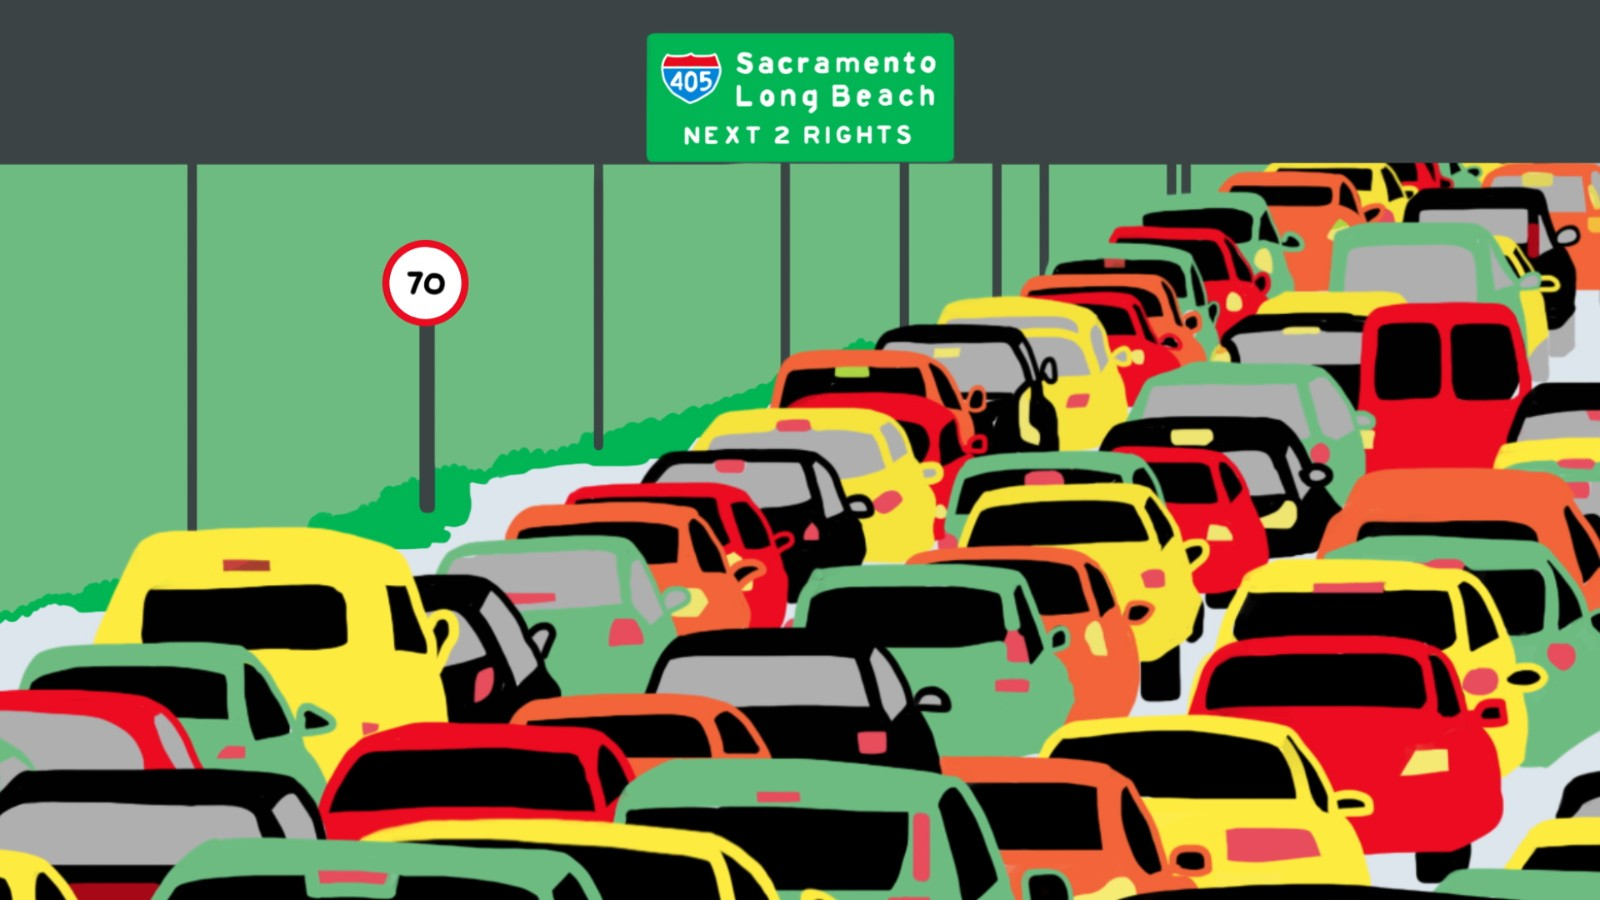 405
Sacramento
Long Beach
NEXT 2 RIGHTS
70